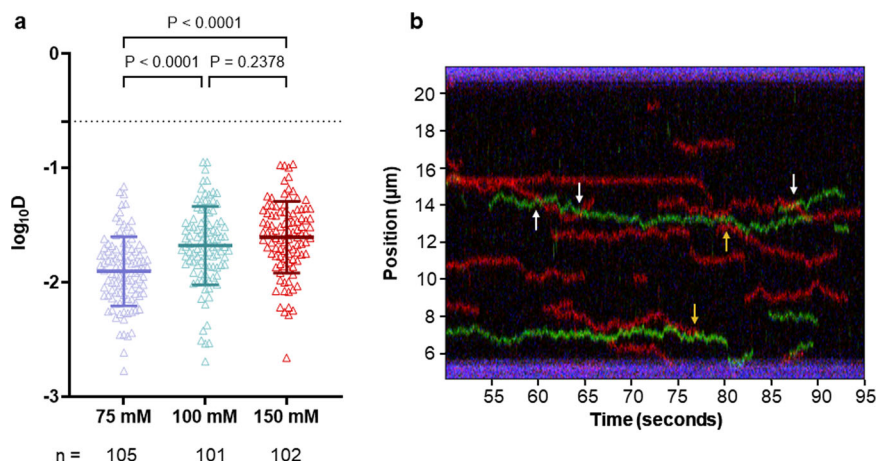 a
P < 0.0001
P < 0.0001 P = 0.2378
0
-1
-2
-3
log₁₀D
75 mM 100 mM 150 mM
n = 105 101 102
b
20
18
16
14
12
10
8
6
Position (µm)
55 60 65 70 75 80 85 90 95
Time (seconds)